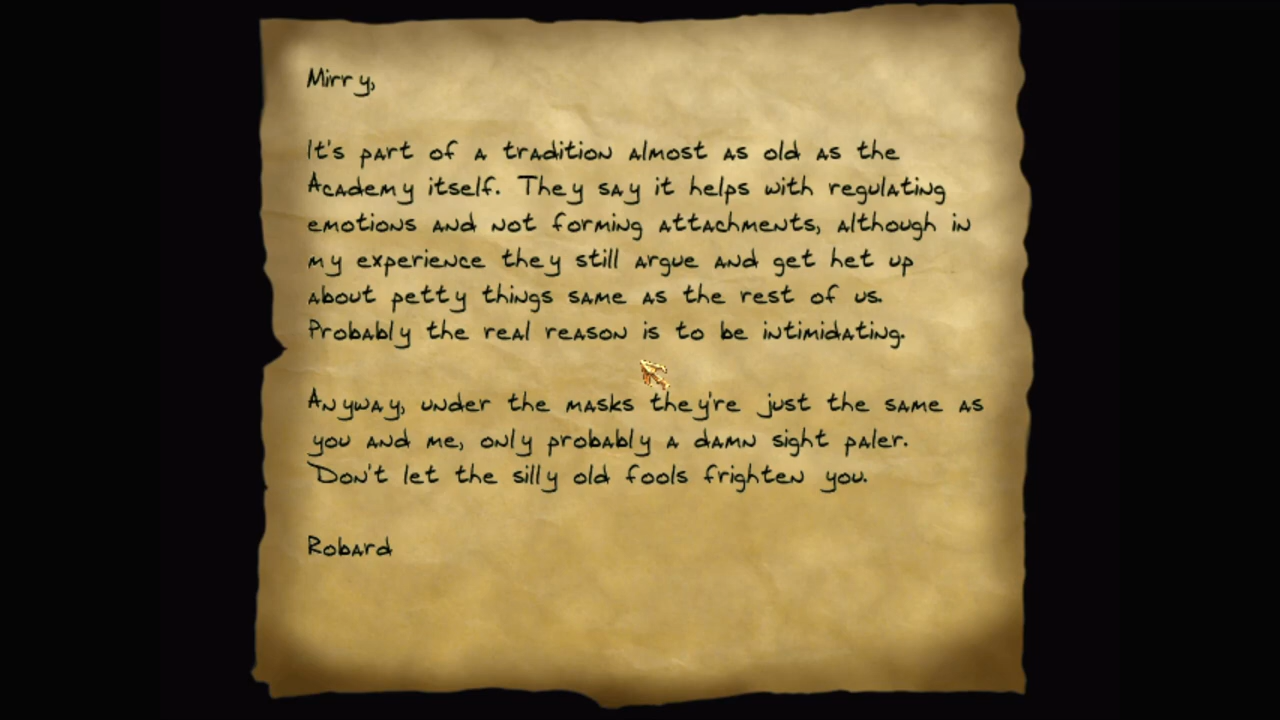 Mirry,
It's part of a tradition almost as old as the
Academy itself. They say it helps with regulating
emotions and not forming attachments, although in
my experience they still argue and get het up
about petty things same as the rest of us.
Probably the real reason is to be intimidating.
Anyway, under the masks they're just the same as
you and me, only probably a damn sight paler.
Don't let the silly old fools frighten you.
Robard